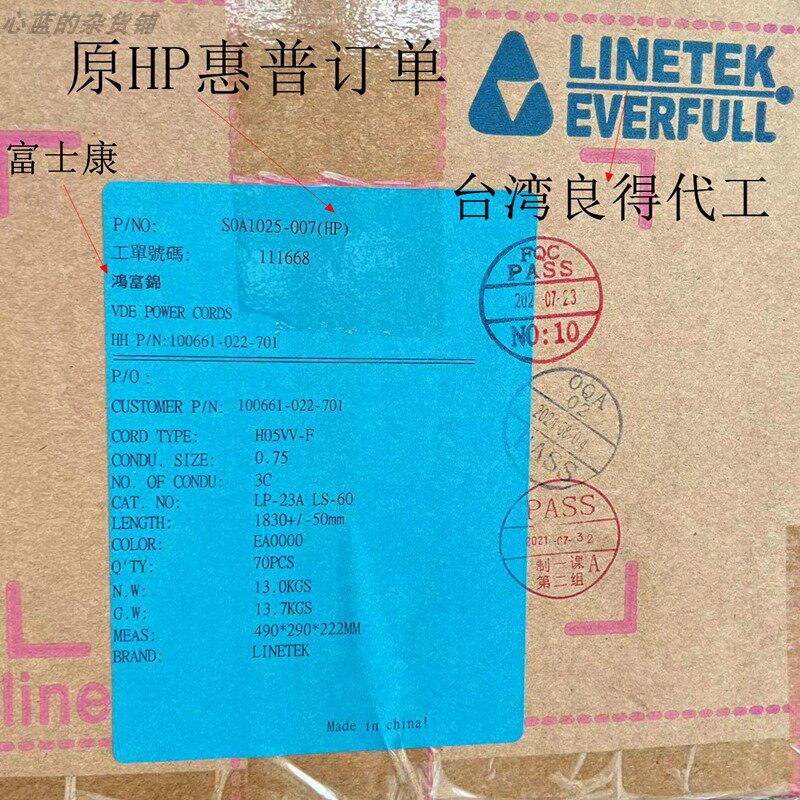 心蓝的杂货铺
原HP惠普订单
LINETEK
EVERFULL
富士康
台湾良得代工
P/NO: S0A1025-007(HP)
工單號碼: 111668
鴻富錦
VDE POWER CORDS
HH P/N:100661-022-701
P/O:
CUSTOMER P/N: 100661-022-701
CORD TYPE: H05VV-F
CONDU. SIZE: 0.75
NO. OF CONDU: 3C
CAT. NO: LP-23A LS-60
LENGTH: 1830+/-50mm
COLOR: EA0000
Q'TY: 70PCS
N.W: 13.0KGS
G.W: 13.7KGS
MEAS: 490*290*222MM
BRAND: LINETEK
Made in china!
FQC
PASS
202 -07-23
NO:10
OQA
02
PASS
PASS
制一课A
第二组
line